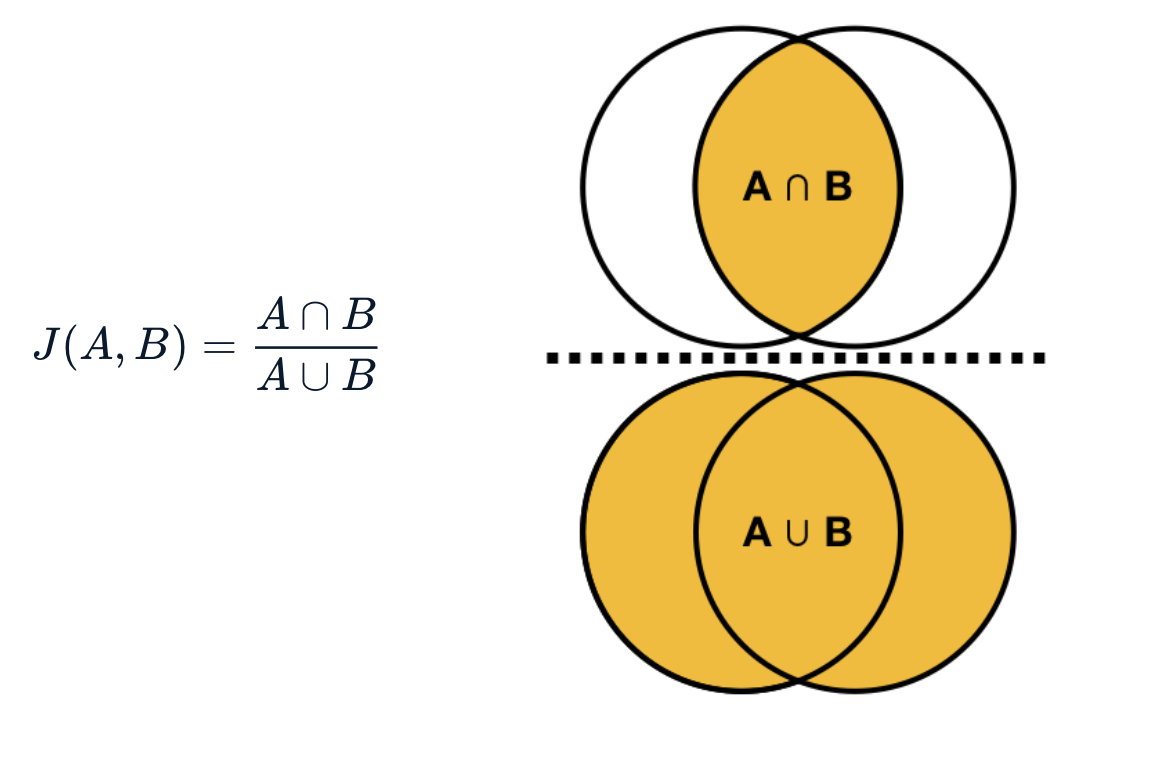 J(A, B) = A ∩ B / A ∪ B
A ∩ B
A ∪ B